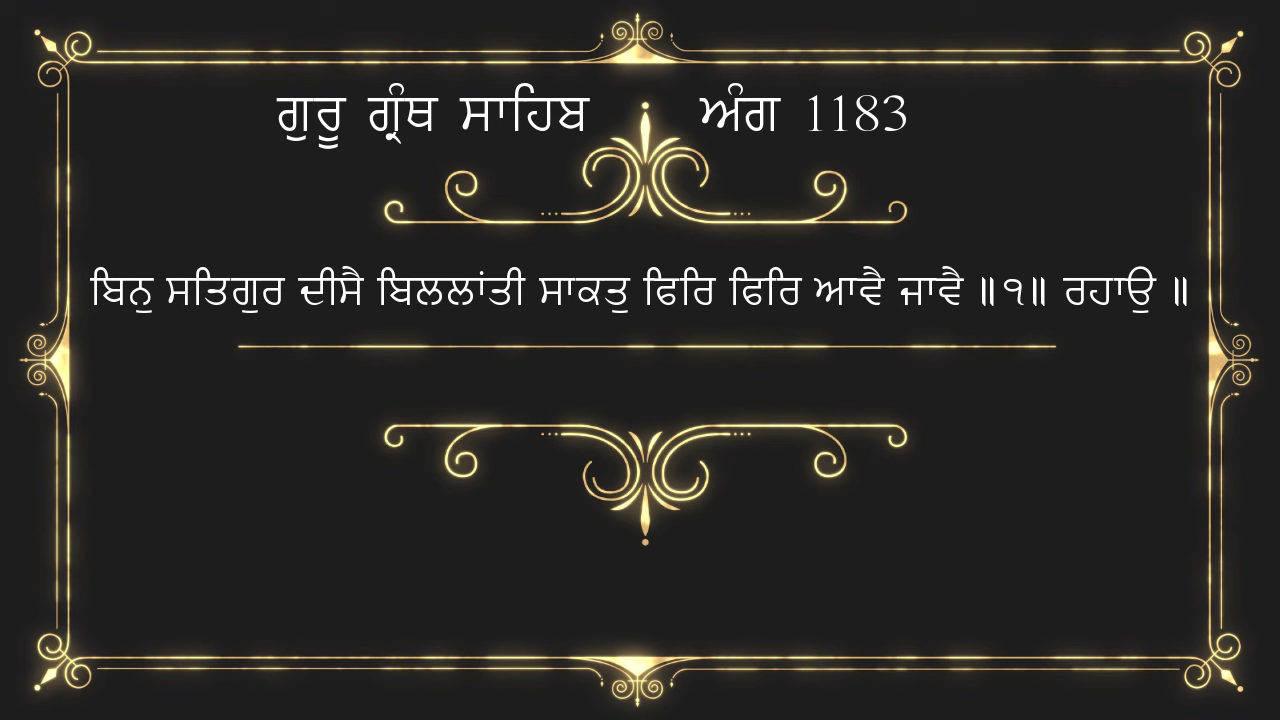 ਗੁਰੂ ਗ੍ਰੰਥ ਸਾਹਿਬ ਅੰਗ 1183
ਬਿਨੁ ਸਤਿਗੁਰ ਦੀਸੈ ਬਿਲਲਾਂਤੀ ਸਾਕਤੁ ਫਿਰਿ ਫਿਰਿ ਆਵੈ ਜਾਵੈ ॥੧॥ ਰਹਾਉ ॥